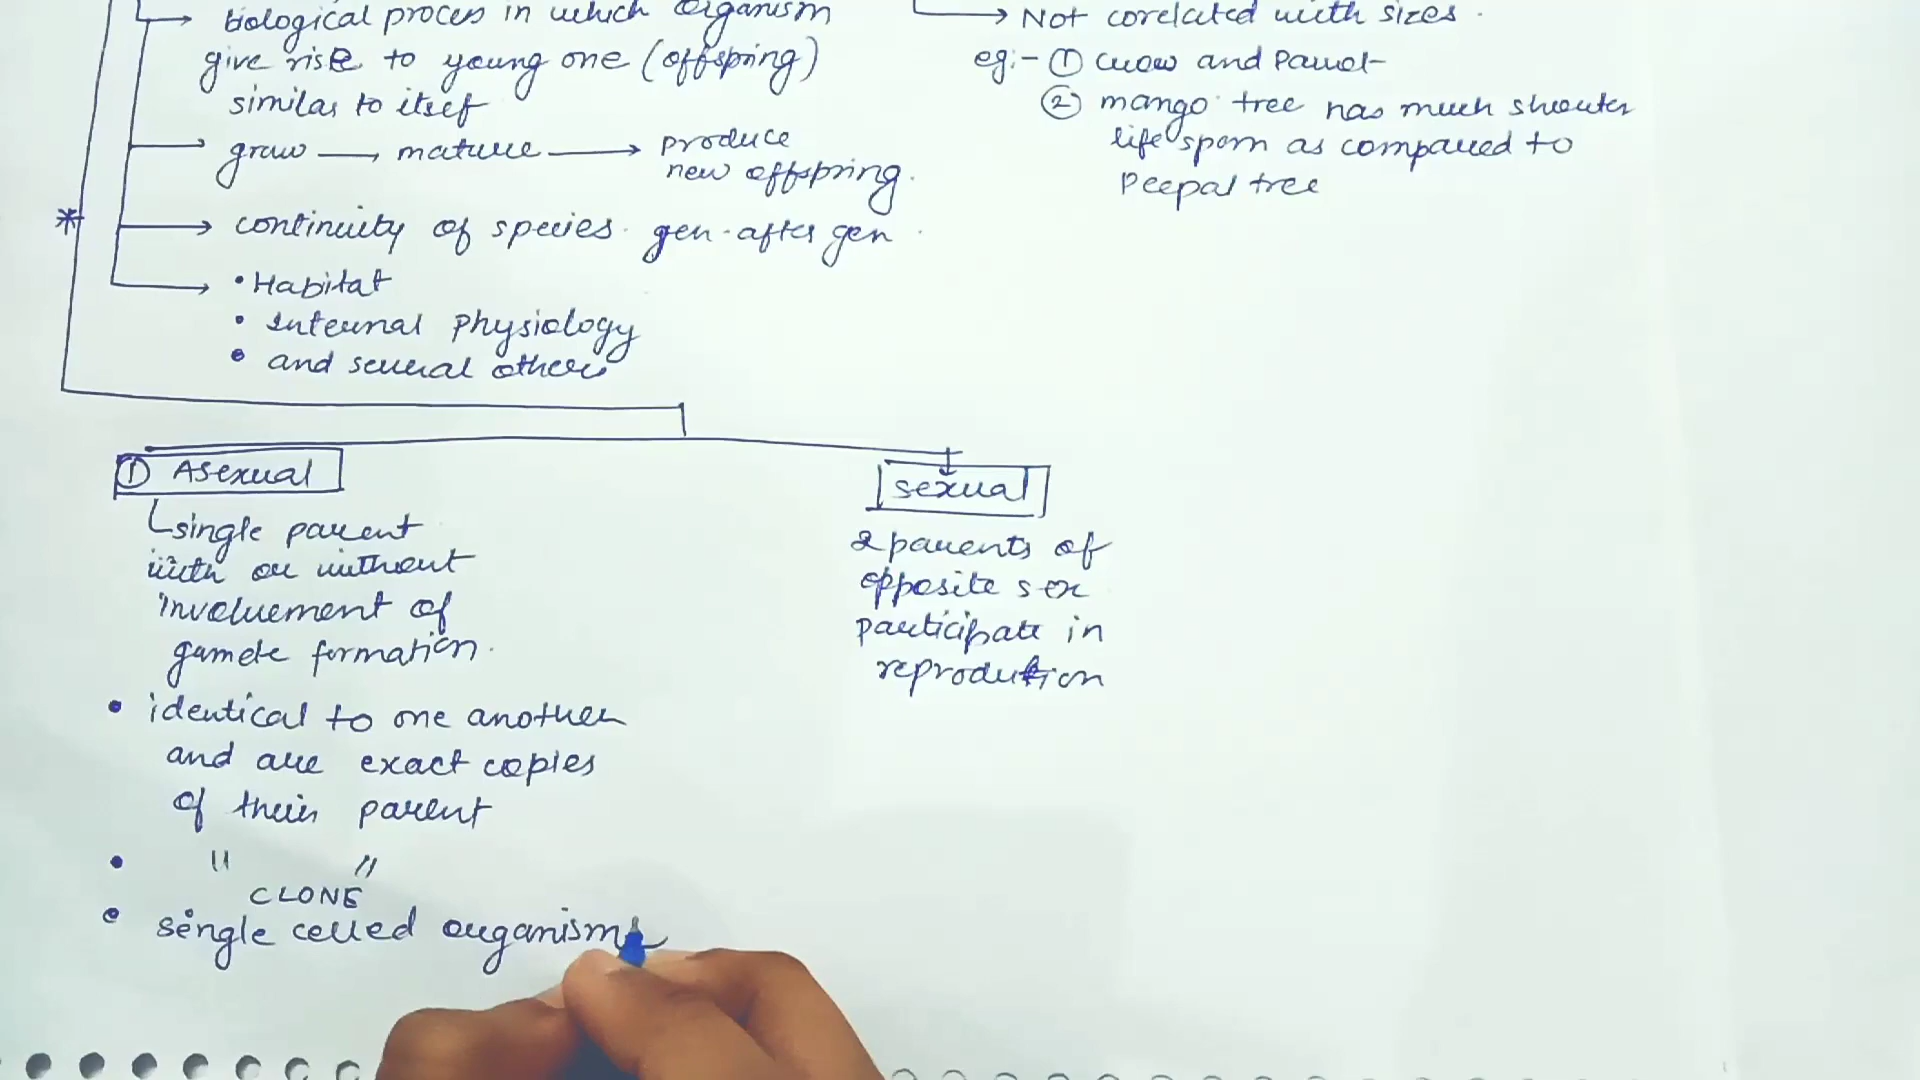 biological proces in which organism
give rise to young one (offspring)
similar to itself
grow → mature → produce
new offspring.
continuity of species. gen. after gen.
• Habitat
• Internal physiology
• and several others
Not corelated with sizes.
eg:- ① crow and Parrot
② mango tree has much shorter
life span as compared to
Peepal tree
① Asexual
single parent
with or without
involvement of
gamete formation.
• identical to one another
and are exact copies
of their parent
• " "
CLONE
• single celled organism
sexual
2 parents of
opposite sex
participate in
reproduction